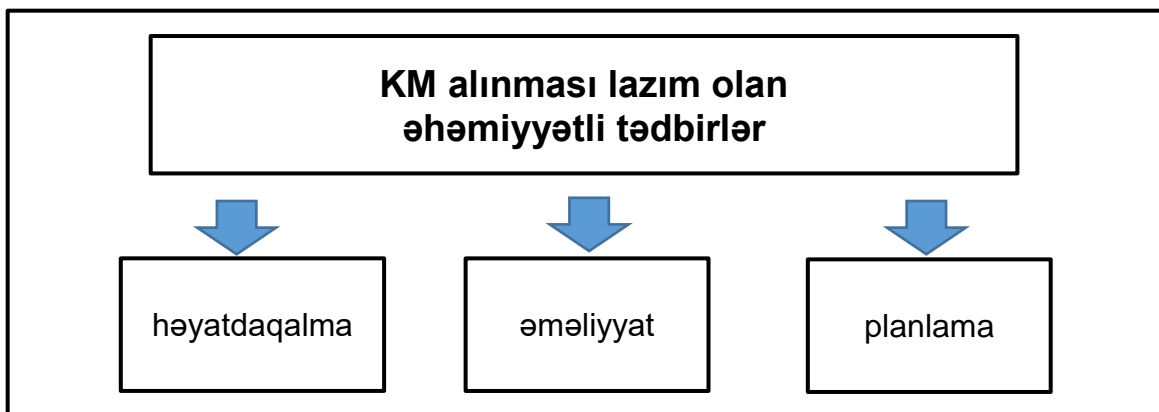 KM alınması lazım olan
əhəmiyyətli tədbirlər
həyatdaqalma
əməliyyat
planlama